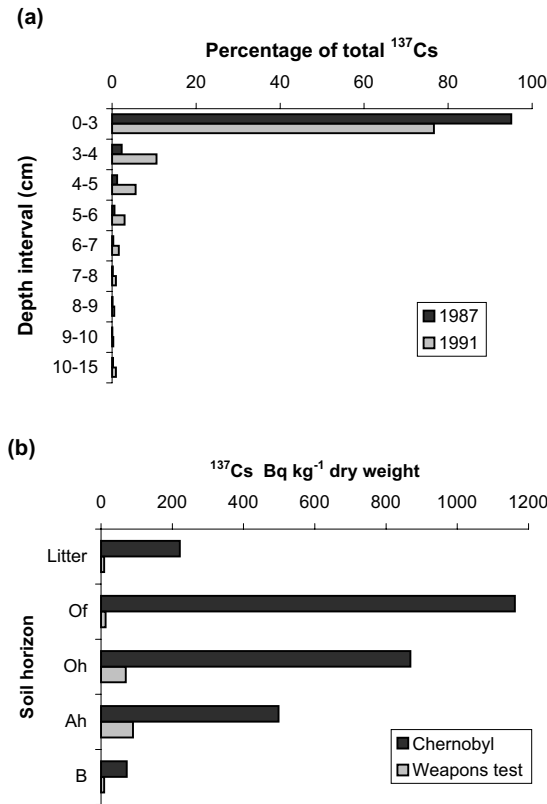 (a)
Percentage of total ¹³⁷Cs
0 20 40 60 80 100
Depth interval (cm)
0-3
3-4
4-5
5-6
6-7
7-8
8-9
9-10
10-15
1987
1991
(b)
¹³⁷Cs Bq kg⁻¹ dry weight
0 200 400 600 800 1000 1200
Soil horizon
Litter
Of
Oh
Ah
B
Chernobyl
Weapons test